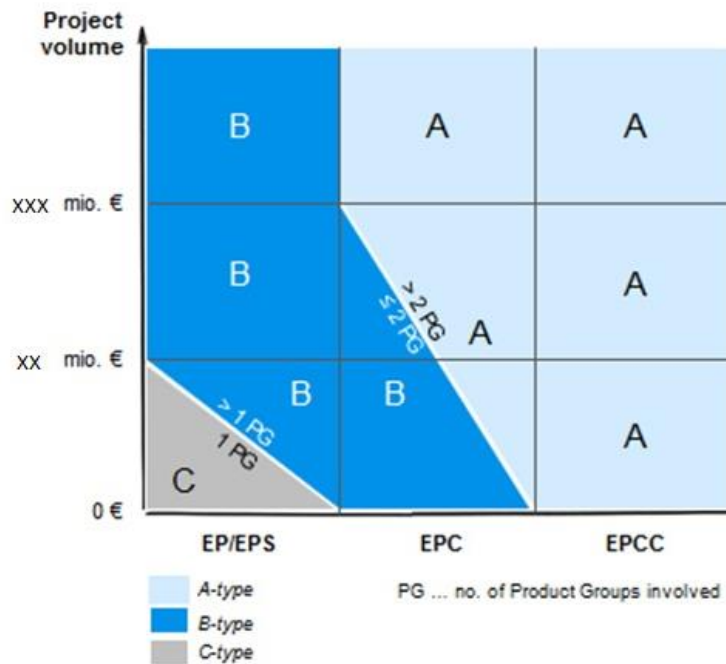 Project
volume
B
A
A
xxx mio. €
B
> 2 PG
≤ 2 PG
A
A
xx mio. €
B
B
> 1 PG
1 PG
A
C
0 €
EP/EPS
EPC
EPCC
A-type
PG ... no. of Product Groups involved
B-type
C-type